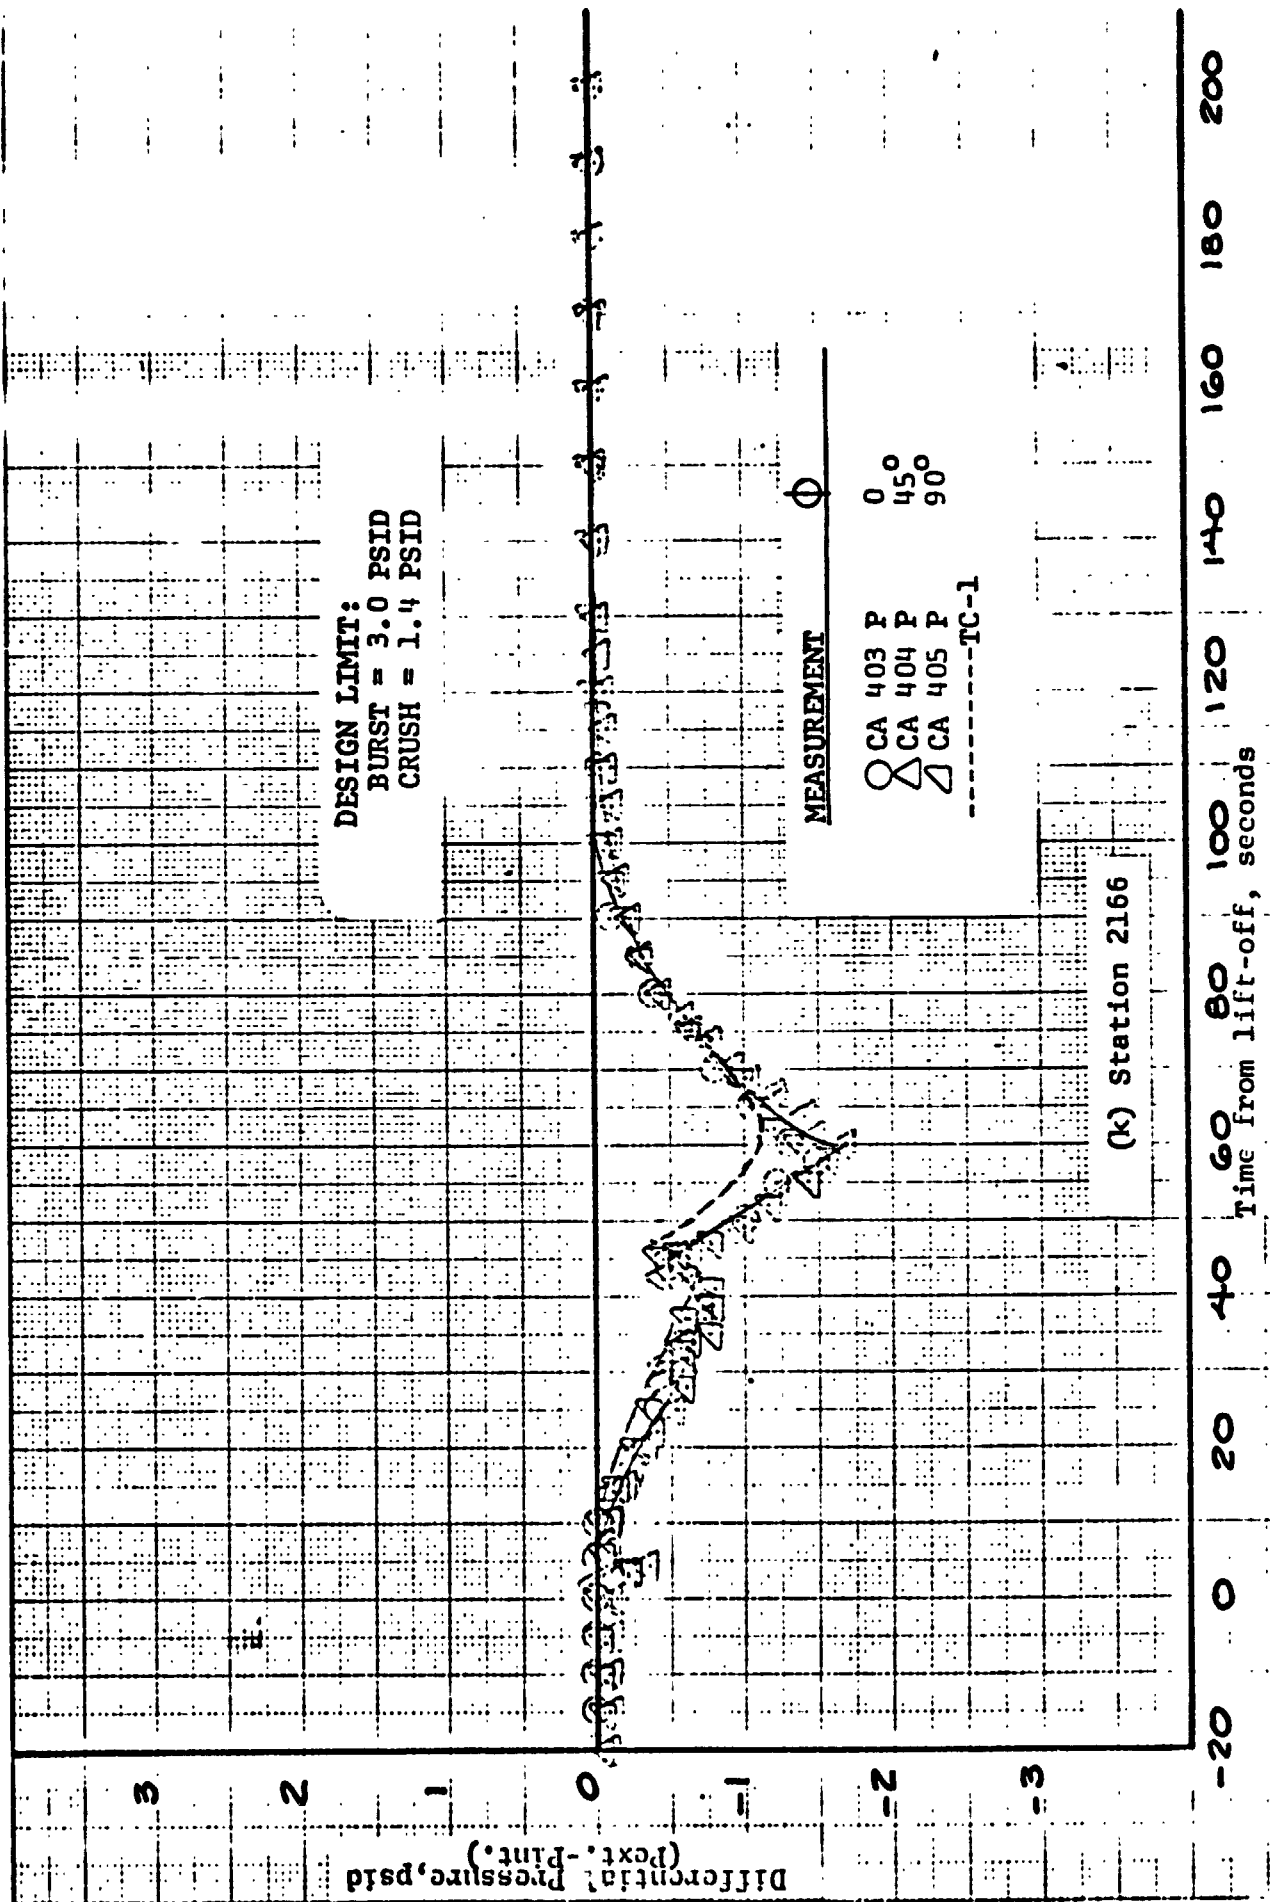 Differential Pressure, psid
(Pext.-Pint.)
3
2
1
0
-1
-2
-3
DESIGN LIMIT:
BURST = 3.0 PSID
CRUSH = 1.4 PSID
MEASUREMENT Φ
CA 403 P 0
CA 404 P 45°
CA 405 P 90°
---------TC-1
(k) Station 2166
-20 0 20 40 60 80 100 120 140 160 180 200
Time from lift-off, seconds